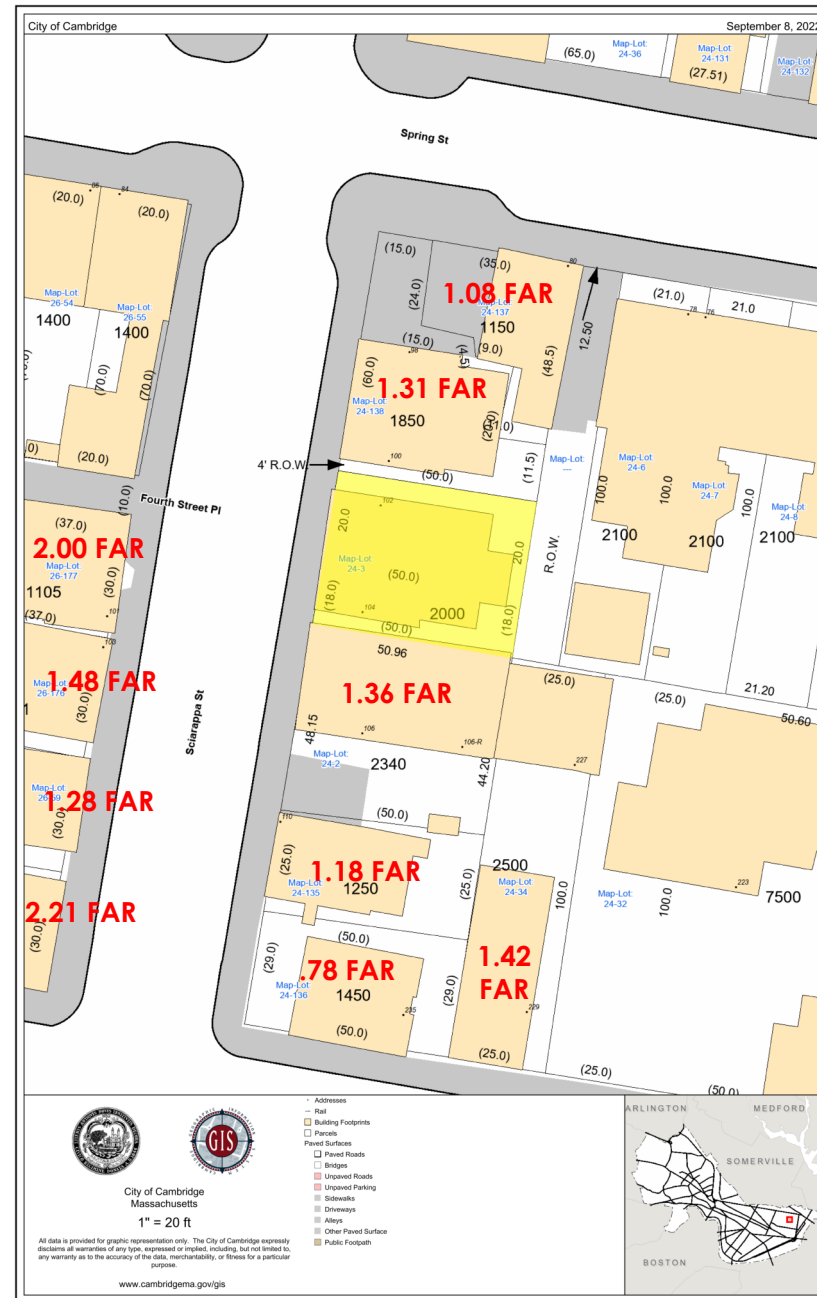 City of Cambridge
September 8, 2022
(65.0)
Map-Lot:
24-36
Map-Lot
24-131
(27.51)
Map-Lot
24-132
Spring St
86
84
(20.0)
(20.0)
Map-Lot:
26-54
1400
Map-Lot:
26-55
1400
(70.0)
(70.0)
(20.0)
(15.0)
(35.0)
80
(24.0)
1.08 FAR
24-137
1150
(15.0)
(4.5)
(9.0)
(48.5)
12.50
(21.0)
21.0
78
76
98
(60.0)
1.31 FAR
Map-Lot:
24-138
1850
(20.0)
100
4' R.O.W.
(50.0)
(11.5)
Map-Lot:
---
Map-Lot:
24-6
100.0
100.0
Map-Lot:
24-7
100.0
Map-Lot:
24-8
2100
2100
2100
R.O.W.
Fourth Street Pl
(10.0)
(37.0)
2.00 FAR
Map-Lot
26-177
1105
(30.0)
(37.0)
101
102
20.0
20.0
Map-Lot
24-3
(50.0)
(18.0)
104
2000
(18.0)
(50.0)
103
1.48 FAR
26-176
(30.0)
Sciarappa St
50.96
1.36 FAR
48.15
106
106-R
44.20
(25.0)
227
(25.0)
21.20
50.60
Map-Lot:
24-2
2340
Map-Lot:
1.28 FAR
(30.0)
(50.0)
110
(25.0)
1.18 FAR
Map-Lot:
24-135
1250
(25.0)
2500
Map-Lot:
24-34
100.0
Map-Lot:
24-32
100.0
223
7500
2.21 FAR
(30.0)
(50.0)
(29.0)
.78 FAR
Map-Lot:
24-136
1450
(29.0)
1.42
FAR
235
229
(50.0)
(25.0)
(25.0)
(50.0)
GIS
City of Cambridge
Massachusetts
1" = 20 ft
All data is provided for graphic representation only. The City of Cambridge expressly
disclaims all warranties of any type, expressed or implied, including, but not limited to,
any warranty as to the accuracy of the data, merchantability, or fitness for a particular
purpose.
www.cambridgema.gov/gis
Addresses
Rail
Building Footprints
Parcels
Paved Surfaces
Paved Roads
Bridges
Unpaved Roads
Unpaved Parking
Sidewalks
Driveways
Alleys
Other Paved Surface
Public Footpath
ARLINGTON
MEDFORD
SOMERVILLE
BOSTON